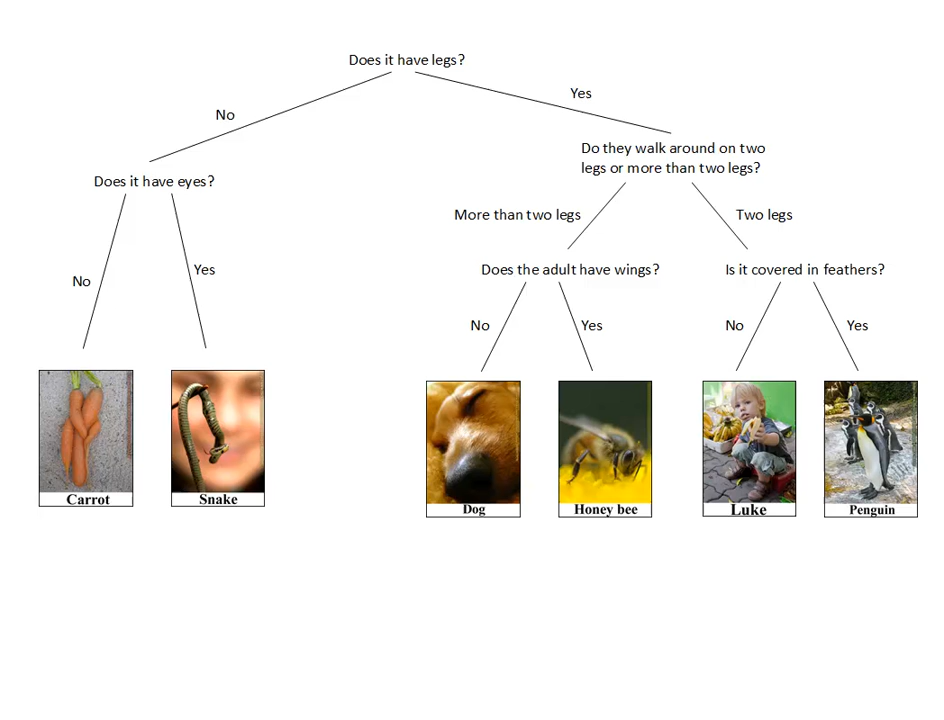 Does it have legs?
No
Yes
Do they walk around on two
legs or more than two legs?
Does it have eyes?
More than two legs
Two legs
No
Yes
Does the adult have wings?
Is it covered in feathers?
No
Yes
No
Yes
Carrot
Snake
Dog
Honey bee
Luke
Penguin